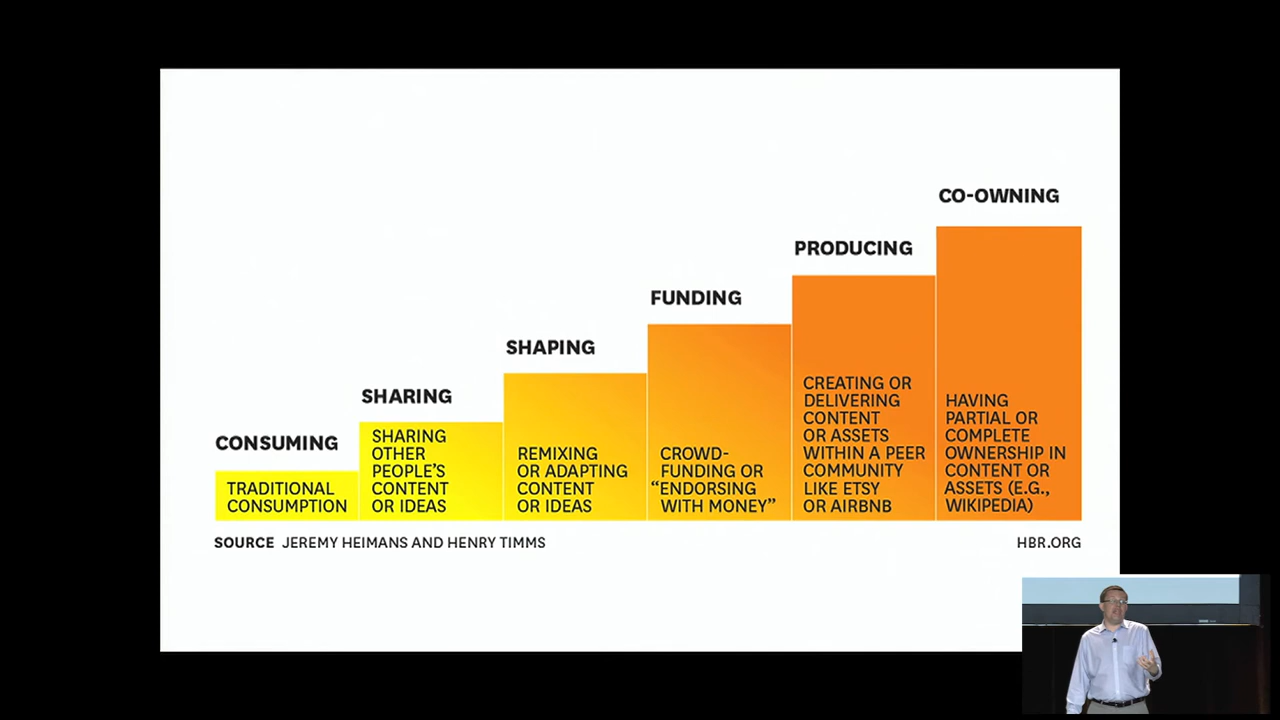 CO-OWNING
PRODUCING
FUNDING
SHAPING
SHARING
CONSUMING
TRADITIONAL
CONSUMPTION
SHARING
OTHER
PEOPLE'S
CONTENT
OR IDEAS
REMIXING
OR ADAPTING
CONTENT
OR IDEAS
CROWD-
FUNDING OR
“ENDORSING
WITH MONEY”
CREATING OR
DELIVERING
CONTENT
OR ASSETS
WITHIN A PEER
COMMUNITY
LIKE ETSY
OR AIRBNB
HAVING
PARTIAL OR
COMPLETE
OWNERSHIP IN
CONTENT OR
ASSETS (E.G.,
WIKIPEDIA)
SOURCE JEREMY HEIMANS AND HENRY TIMMS
HBR.ORG